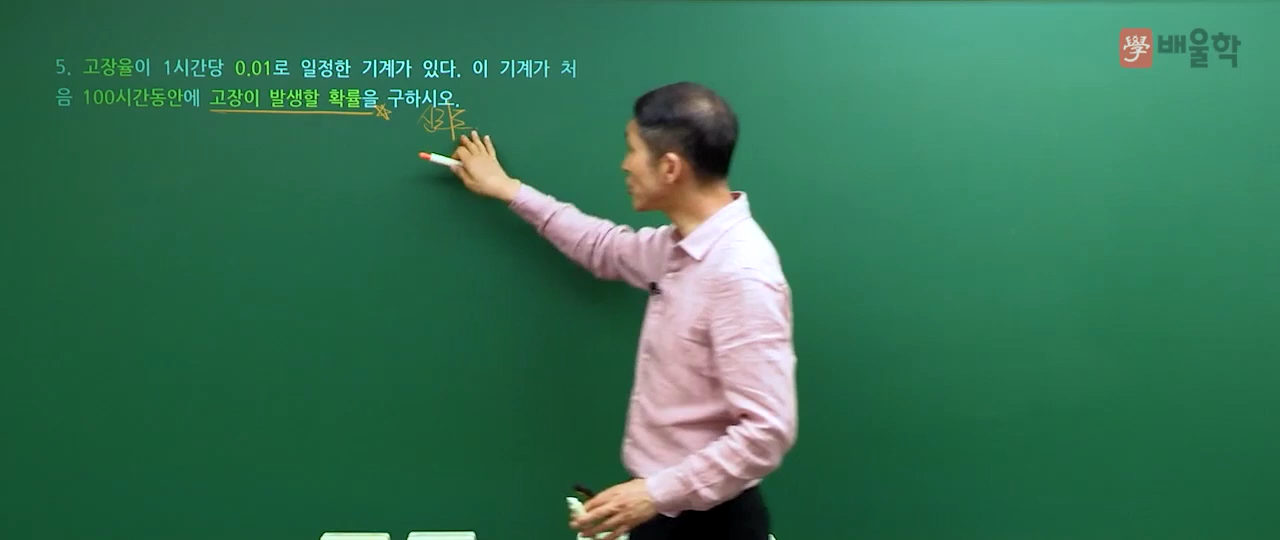 學 배울학
5. 고장율이 1시간당 0.01로 일정한 기계가 있다. 이 기계가 처
음 100시간동안에 고장이 발생할 확률을 구하시오.